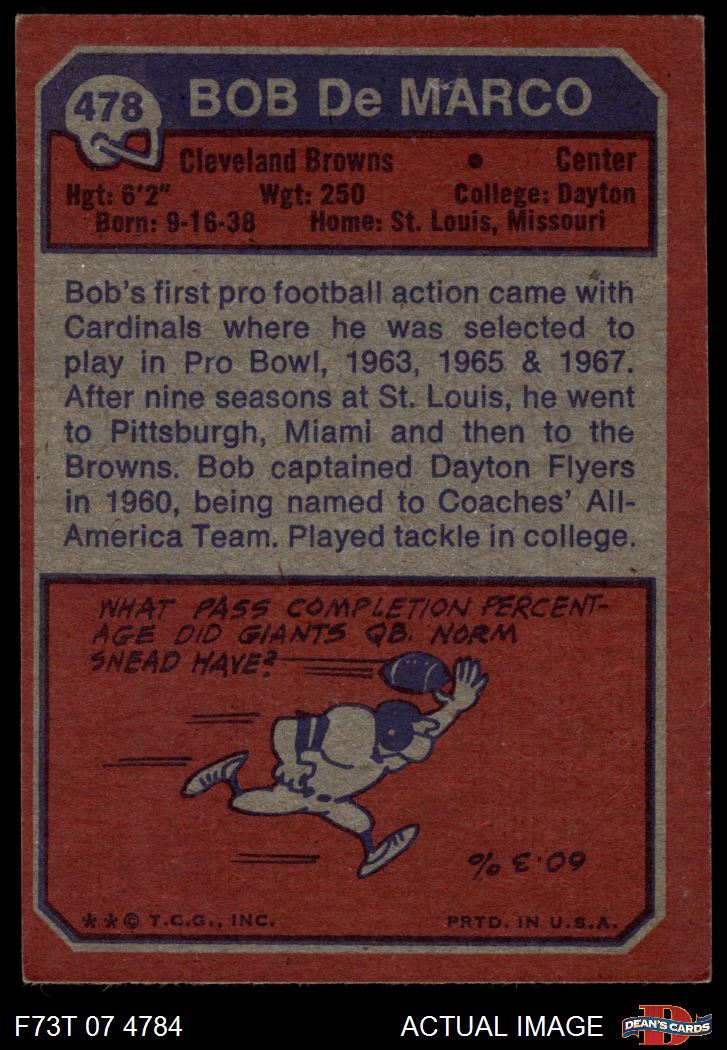 478
BOB De MARCO
Cleveland Browns • Center
Hgt: 6'2" Wgt: 250 College: Dayton
Born: 9-16-38 Home: St. Louis, Missouri
Bob's first pro football action came with
Cardinals where he was selected to
play in Pro Bowl, 1963, 1965 & 1967.
After nine seasons at St. Louis, he went
to Pittsburgh, Miami and then to the
Browns. Bob captained Dayton Flyers
in 1960, being named to Coaches' All-
America Team. Played tackle in college.
WHAT PASS COMPLETION PERCENT-
AGE DID GIANTS QB. NORM
SNEAD HAVE?
60.3 %
** © T.C.G., INC. PRTD. IN U.S.A.
F73T 07 4784 ACTUAL IMAGE
D
DEAN'S CARDS